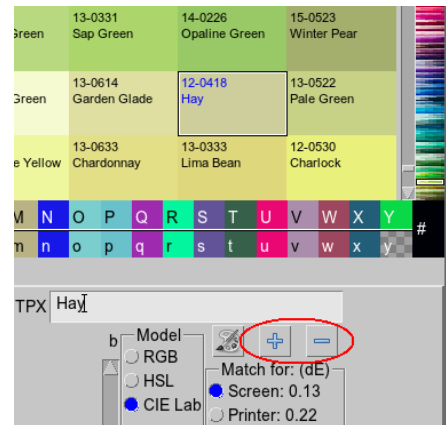 Green 13-0331 Sap Green 14-0226 Opaline Green 15-0523 Winter Pear
Green 13-0614 Garden Glade 12-0418 Hay 13-0522 Pale Green
e Yellow 13-0633 Chardonnay 13-0333 Lima Bean 12-0530 Charlock
M N O P Q R S T U V W X Y #
m n o p q r s t u v w x y
TPX Hay
b Model
RGB
HSL
CIE Lab
+ −
Match for: (dE)
Screen: 0.13
Printer: 0.22